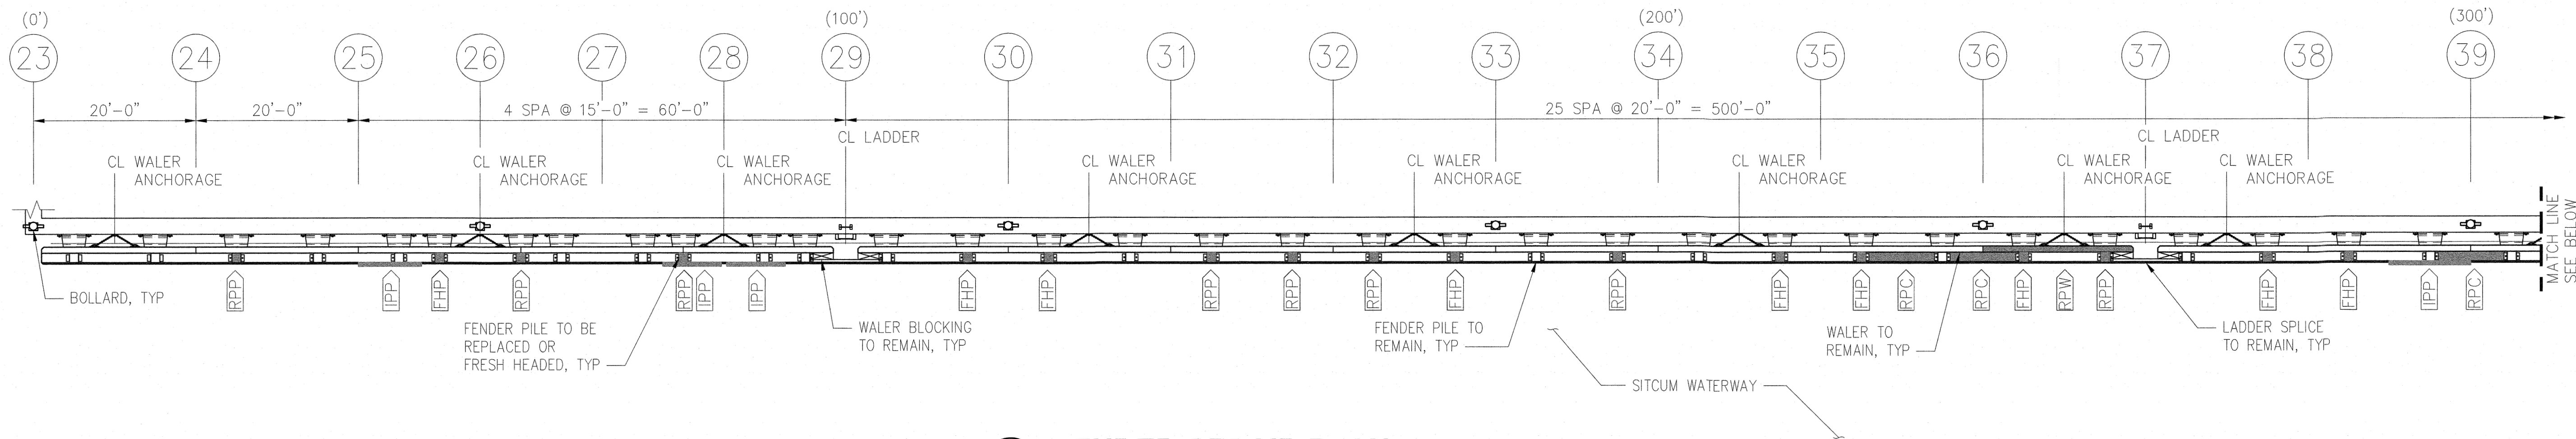 (0') (100') (200') (300')
23 24 25 26 27 28 29 30 31 32 33 34 35 36 37 38 39
20'-0" 20'-0" 4 SPA @ 15'-0" = 60'-0" 25 SPA @ 20'-0" = 500'-0"
CL LADDER
CL LADDER
CL WALER
ANCHORAGE
CL WALER
ANCHORAGE
CL WALER
ANCHORAGE
CL WALER
ANCHORAGE
CL WALER
ANCHORAGE
CL WALER
ANCHORAGE
CL WALER
ANCHORAGE
CL WALER
ANCHORAGE
MATCH LINE
SEE BELOW
RPP IPP FHP RPP RPP IPP IPP FHP FHP RPP RPP RPP FHP RPP FHP FHP RPC RPC FHP RPW RPP FHP FHP IPP RPC
BOLLARD, TYP
FENDER PILE TO BE
REPLACED OR
FRESH HEADED, TYP
WALER BLOCKING
TO REMAIN, TYP
FENDER PILE TO
REMAIN, TYP
WALER TO
REMAIN, TYP
LADDER SPLICE
TO REMAIN, TYP
SITCUM WATERWAY